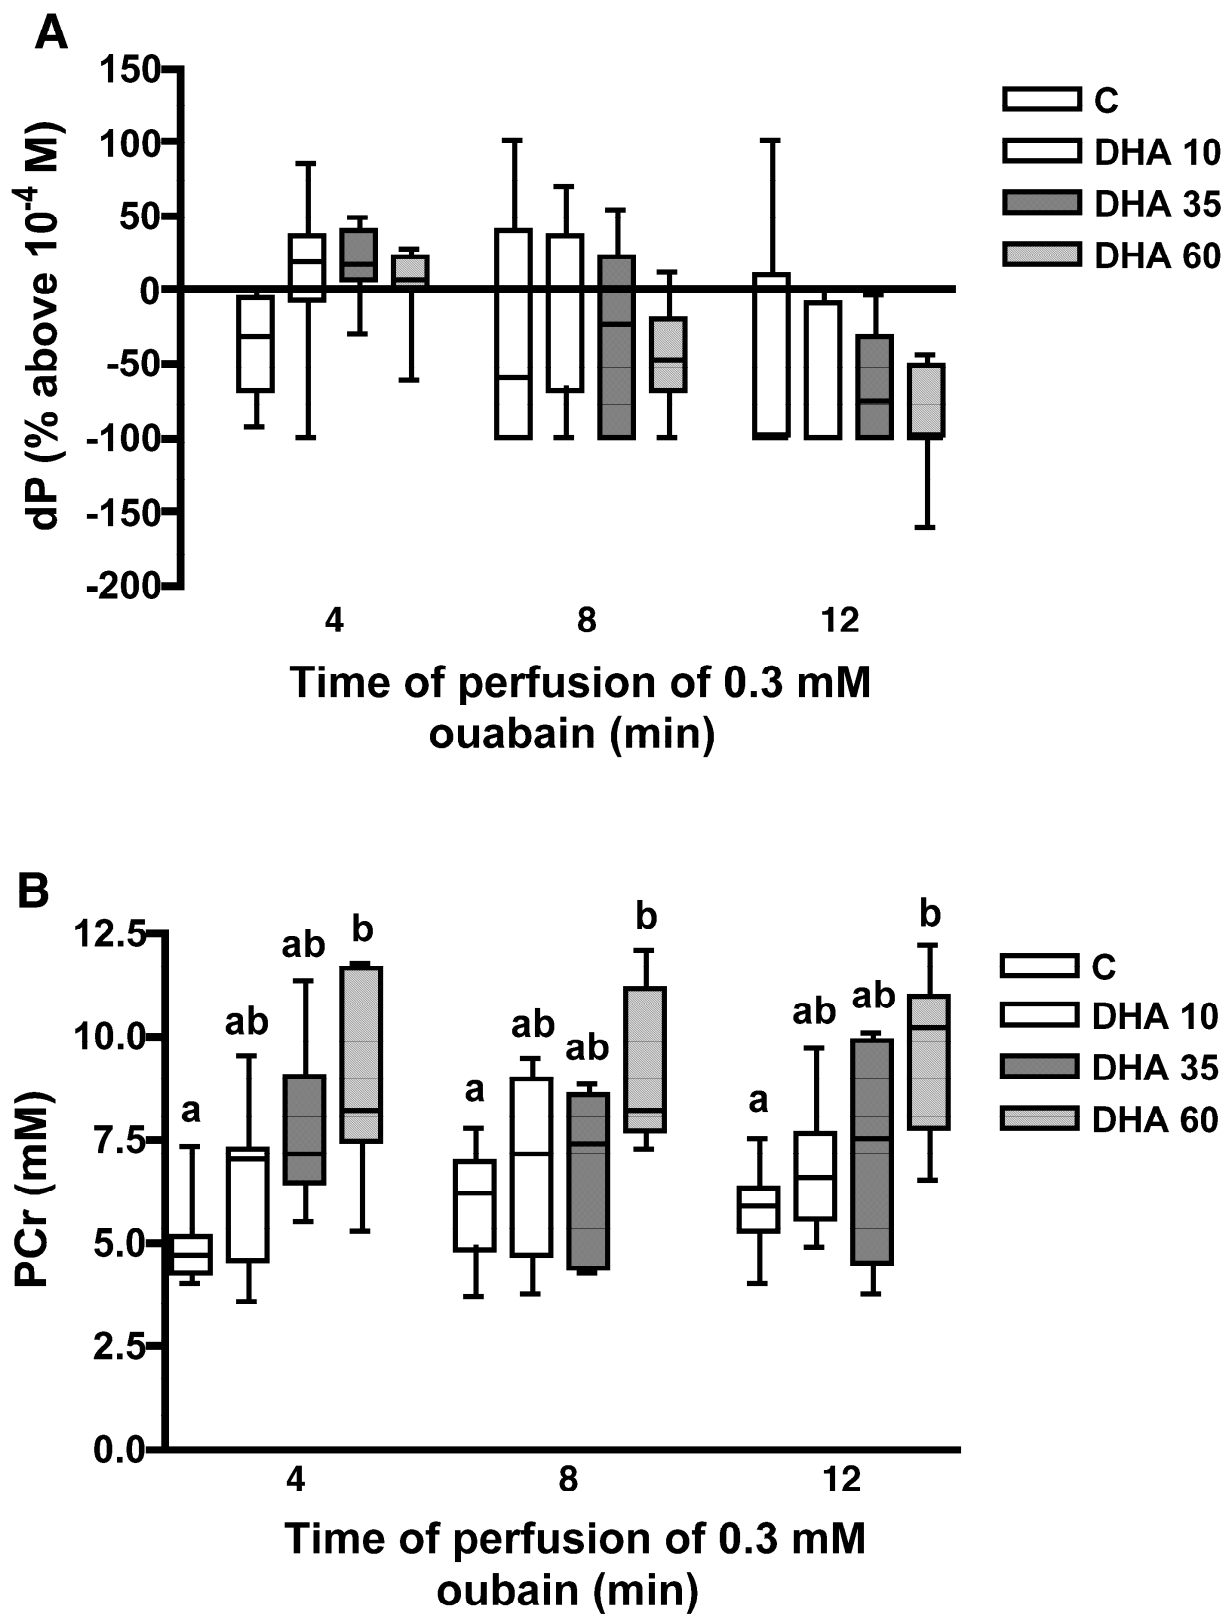 A
150
100
50
0
-50
-100
-150
-200
dP (% above 10⁻⁴ M)
C
DHA 10
DHA 35
DHA 60
4 8 12
Time of perfusion of 0.3 mM
ouabain (min)
B
12.5
10.0
7.5
5.0
2.5
0.0
PCr (mM)
a ab ab b
a ab ab b
a ab ab b
C
DHA 10
DHA 35
DHA 60
4 8 12
Time of perfusion of 0.3 mM
oubain (min)